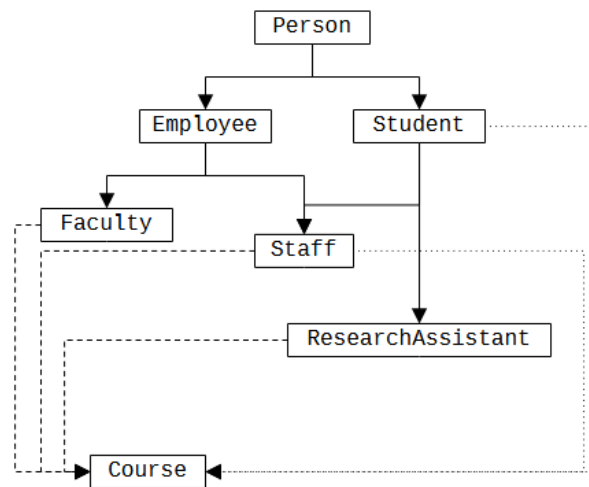 Person
Employee
Student
Faculty
Staff
ResearchAssistant
Course